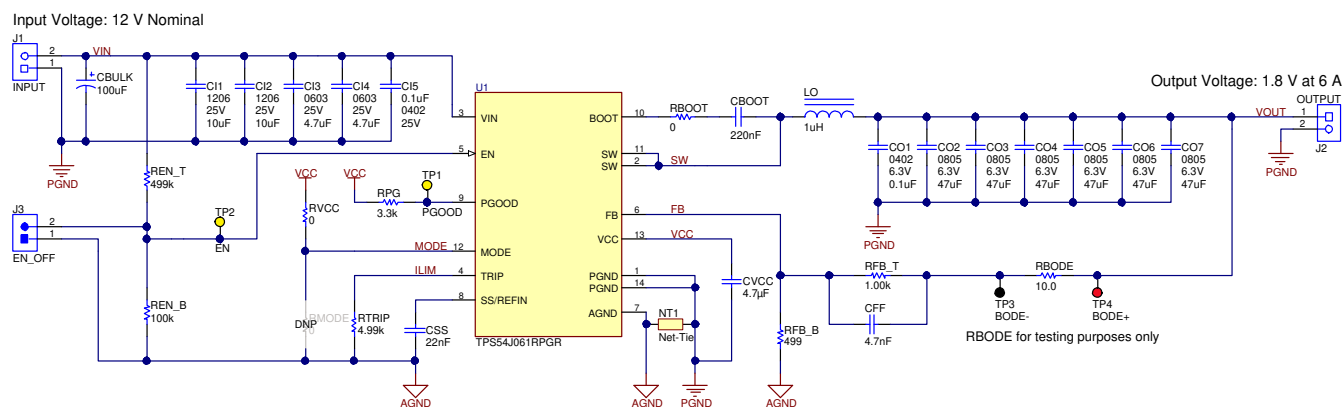 Input Voltage: 12 V Nominal
J1
2
1
INPUT
VIN
CBULK
100uF
CI1
1206
25V
10uF
CI2
1206
25V
10uF
CI3
0603
25V
4.7uF
CI4
0603
25V
4.7uF
CI5
0.1uF
0402
25V
PGND
REN_T
499k
J3
2
1
EN_OFF
TP2
EN
REN_B
100k
VCC
RVCC
0
VCC
RPG
3.3k
TP1
PGOOD
MODE
ILIM
DNP
RMODE
0
RTRIP
4.99k
CSS
22nF
AGND
U1
3
VIN
5
EN
9
PGOOD
12
MODE
4
TRIP
8
SS/REFIN
BOOT
10
SW
11
SW
2
FB
6
VCC
13
PGND
1
PGND
14
AGND
7
TPS54J061RPGR
RBOOT
0
CBOOT
220nF
SW
FB
VCC
CVCC
4.7µF
NT1
Net-Tie
AGND
PGND
LO
1uH
Output Voltage: 1.8 V at 6 A
OUTPUT
VOUT
1
2
J2
PGND
CO1
0402
6.3V
0.1uF
CO2
0805
6.3V
47uF
CO3
0805
6.3V
47uF
CO4
0805
6.3V
47uF
CO5
0805
6.3V
47uF
CO6
0805
6.3V
47uF
CO7
0805
6.3V
47uF
PGND
RFB_T
1.00k
CFF
4.7nF
RFB_B
499
AGND
RBODE
10.0
TP3
BODE-
TP4
BODE+
RBODE for testing purposes only